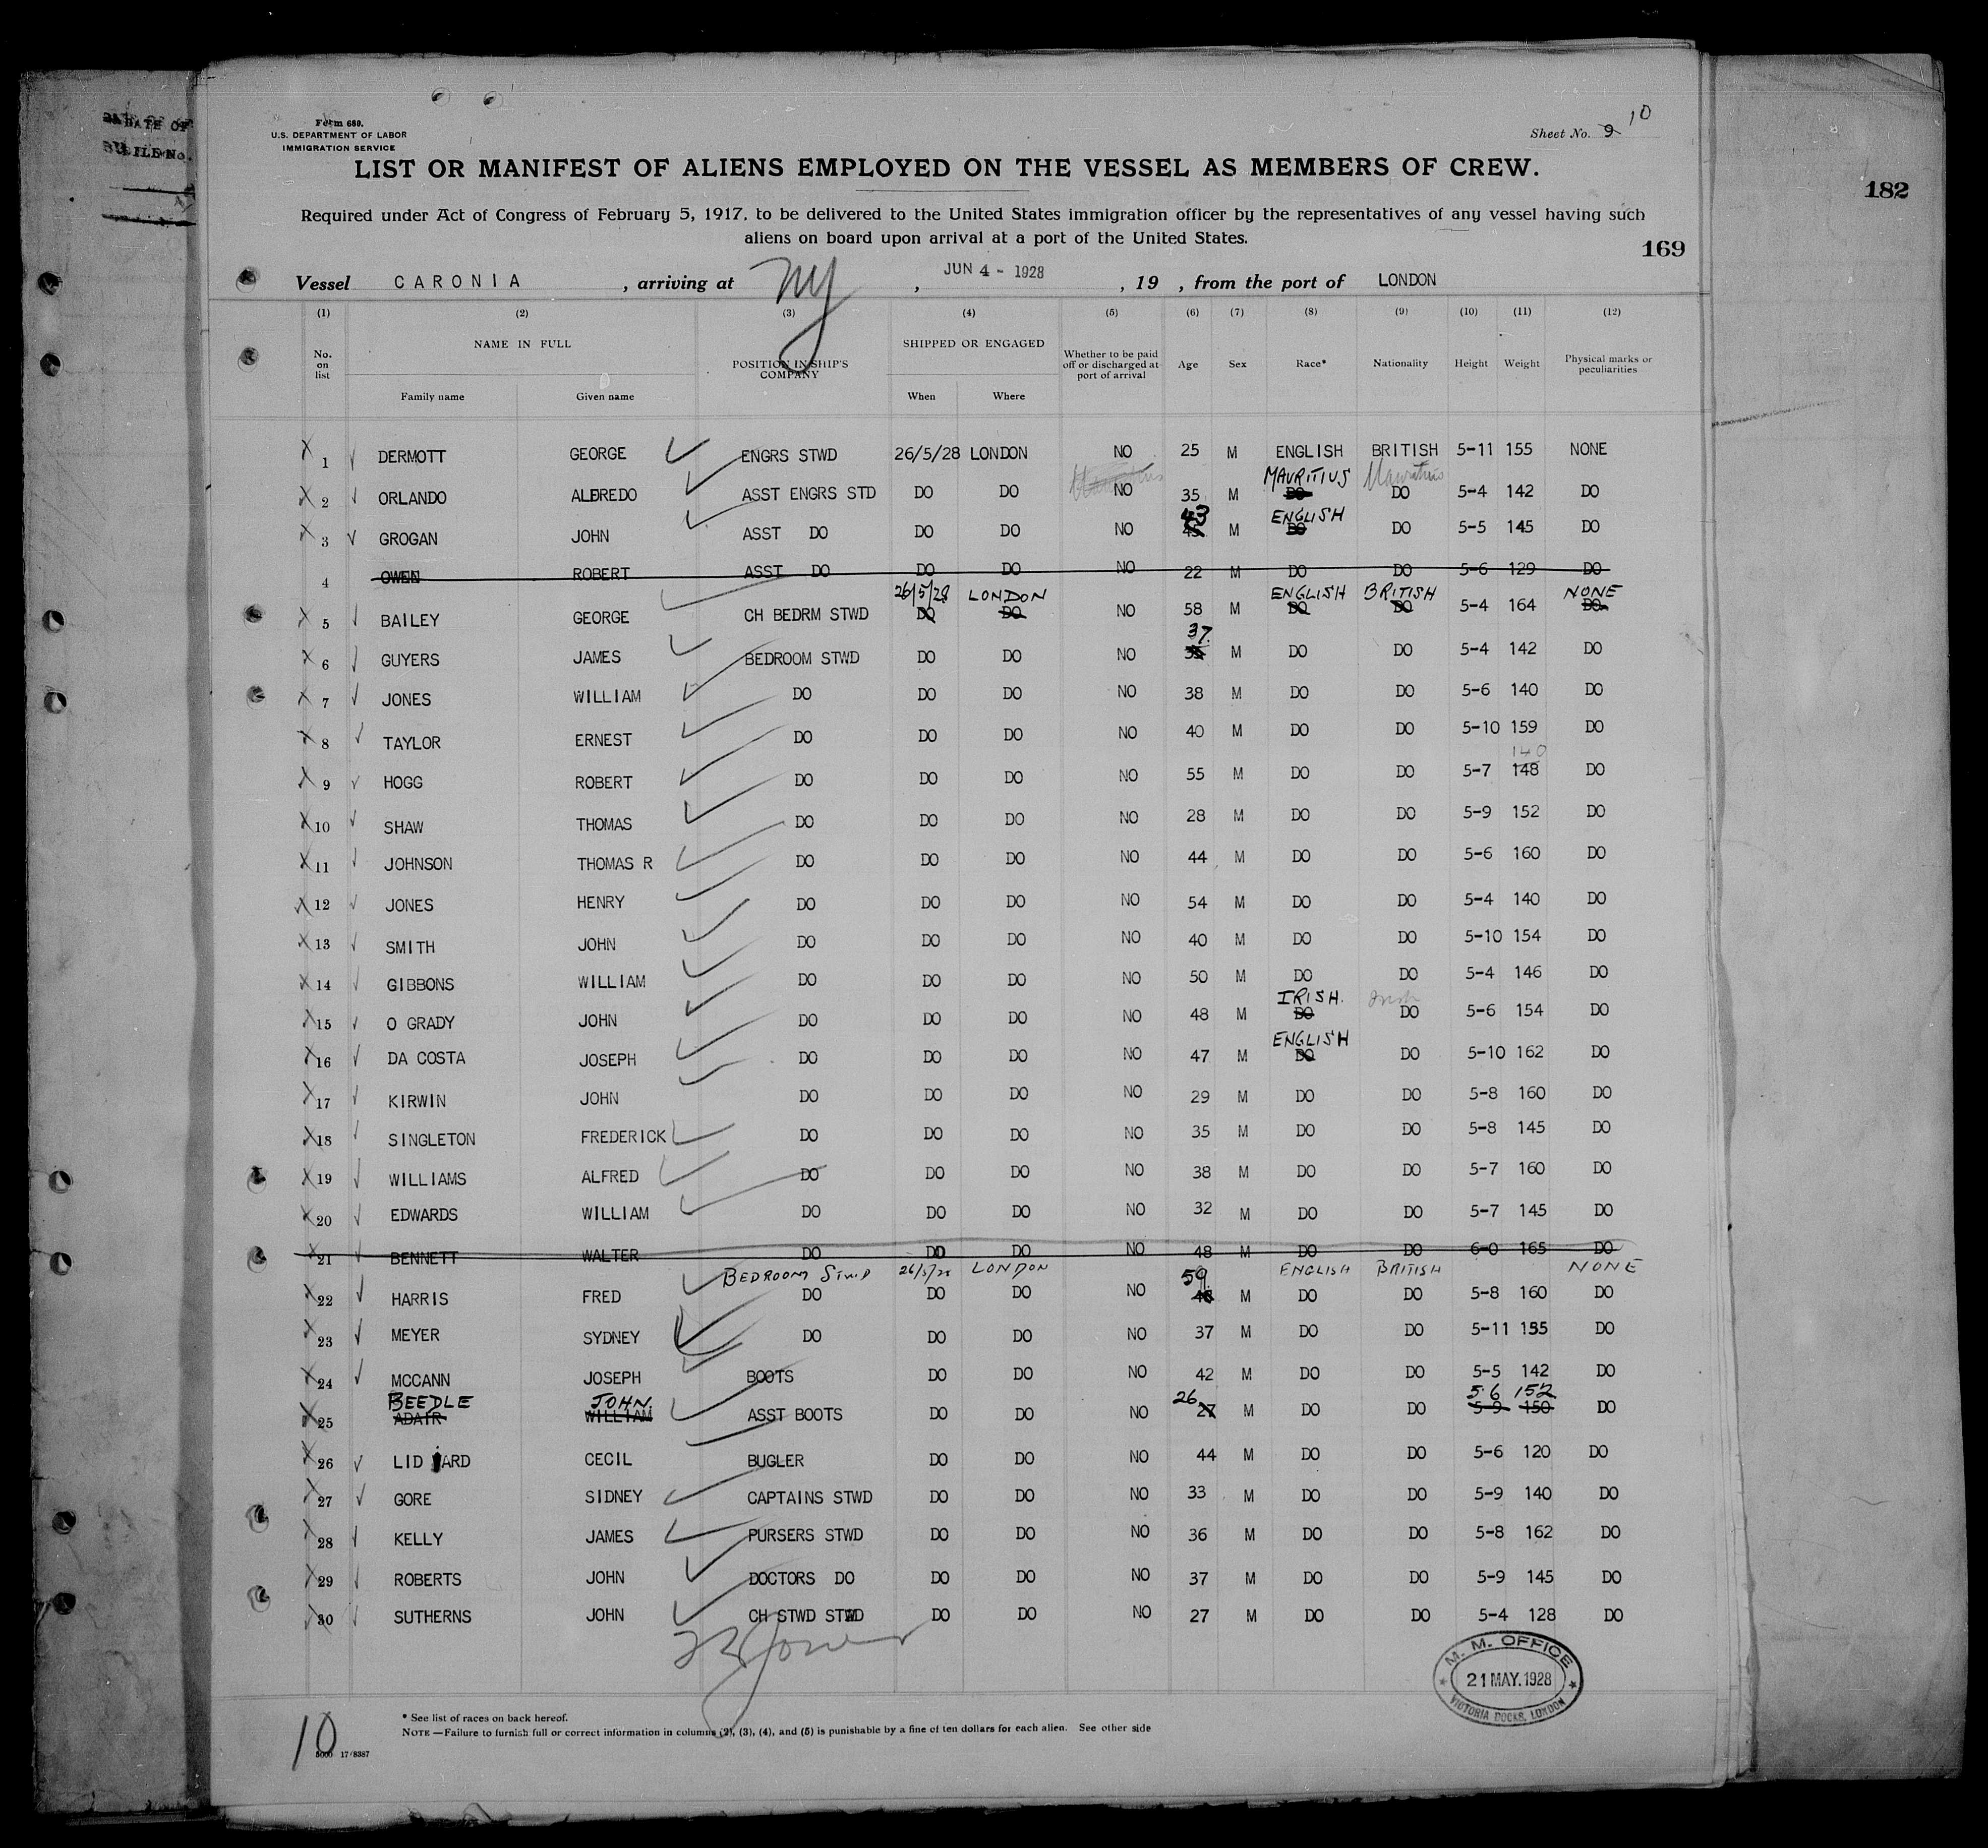 DATE OF
FILE No.
Form 680.
U.S. DEPARTMENT OF LABOR
IMMIGRATION SERVICE
Sheet No. 9 10
LIST OR MANIFEST OF ALIENS EMPLOYED ON THE VESSEL AS MEMBERS OF CREW.
182
Required under Act of Congress of February 5, 1917, to be delivered to the United States immigration officer by the representatives of any vessel having such
aliens on board upon arrival at a port of the United States.
169
Vessel CARONIA , arriving at NY , JUN 4 - 1928 , 19 , from the port of LONDON
(1) (2) (3) (4) (5) (6) (7) (8) (9) (10) (11) (12)
No. on list NAME IN FULL POSITION IN SHIP'S COMPANY SHIPPED OR ENGAGED Whether to be paid off or discharged at port of arrival Age Sex Race* Nationality Height Weight Physical marks or peculiarities
Family name Given name When Where
1 DERMOTT GEORGE ENGRS STWD 26/5/28 LONDON NO 25 M ENGLISH BRITISH 5-11 155 NONE
MAURITIUS Mauritius
2 ORLANDO ALFREDO ASST ENGRS STD DO DO NO 35 M DO DO 5-4 142 DO
43 ENGLISH
3 GROGAN JOHN ASST DO DO DO NO 45 M DO DO 5-5 145 DO
4 OWEN ROBERT ASST DO DO DO NO 22 M DO DO 5-6 129 DO
26/5/28 LONDON ENGLISH BRITISH NONE
5 BAILEY GEORGE CH BEDRM STWD DO DO NO 58 M DO DO 5-4 164 DO
37
6 GUYERS JAMES BEDROOM STWD DO DO NO M DO DO 5-4 142 DO
7 JONES WILLIAM DO DO DO NO 38 M DO DO 5-6 140 DO
8 TAYLOR ERNEST DO DO DO NO 40 M DO DO 5-10 159 DO
140
9 HOGG ROBERT DO DO DO NO 55 M DO DO 5-7 148 DO
10 SHAW THOMAS DO DO DO NO 28 M DO DO 5-9 152 DO
11 JOHNSON THOMAS R DO DO DO NO 44 M DO DO 5-6 160 DO
12 JONES HENRY DO DO DO NO 54 M DO DO 5-4 140 DO
13 SMITH JOHN DO DO DO NO 40 M DO DO 5-10 154 DO
14 GIBBONS WILLIAM DO DO DO NO 50 M DO DO 5-4 146 DO
IRISH. Irish
15 O GRADY JOHN DO DO DO NO 48 M DO DO 5-6 154 DO
ENGLISH
16 DA COSTA JOSEPH DO DO DO NO 47 M DO DO 5-10 162 DO
17 KIRWIN JOHN DO DO DO NO 29 M DO DO 5-8 160 DO
18 SINGLETON FREDERICK DO DO DO NO 35 M DO DO 5-8 145 DO
19 WILLIAMS ALFRED DO DO DO NO 38 M DO DO 5-7 160 DO
20 EDWARDS WILLIAM DO DO DO NO 32 M DO DO 5-7 145 DO
21 BENNETT WALTER DO DO DO NO 48 M DO DO 6-0 165 DO
BEDROOM STWD 26/5/28 LONDON 59 ENGLISH BRITISH NONE
22 HARRIS FRED DO DO DO NO 48 M DO DO 5-8 160 DO
23 MEYER SYDNEY DO DO DO NO 37 M DO DO 5-11 135 DO
24 MCCANN JOSEPH BOOTS DO DO NO 42 M DO DO 5-5 142 DO
BEEDLE JOHN. 26 5 6 152
25 ADAIR WILLIAM ASST BOOTS DO DO NO 27 M DO DO 5-9 150 DO
26 LID ARD CECIL BUGLER DO DO NO 44 M DO DO 5-6 120 DO
27 GORE SIDNEY CAPTAINS STWD DO DO NO 33 M DO DO 5-9 140 DO
28 KELLY JAMES PURSERS STWD DO DO NO 36 M DO DO 5-8 162 DO
29 ROBERTS JOHN DOCTORS DO DO DO NO 37 M DO DO 5-9 145 DO
30 SUTHERNS JOHN CH STWD STWD DO DO NO 27 M DO DO 5-4 128 DO
M. M. OFFICE
21 MAY. 1928
VICTORIA DOCKS, LONDON
* See list of races on back hereof.
NOTE—Failure to furnish full or correct information in columns (2), (3), (4), and (5) is punishable by a fine of ten dollars for each alien. See other side
10
5000 17/8387